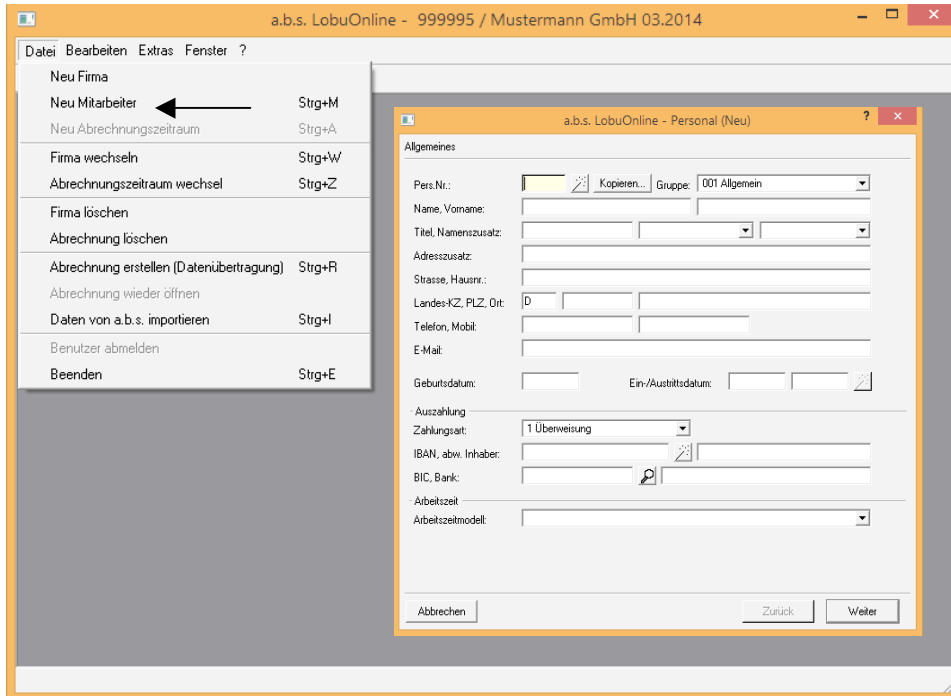 a.b.s. LobuOnline - 999995 / Mustermann GmbH 03.2014
Datei Bearbeiten Extras Fenster ?
Neu Firma
Neu Mitarbeiter Strg+M
Neu Abrechnungszeitraum Strg+A
Firma wechseln Strg+W
Abrechnungszeitraum wechsel Strg+Z
Firma löschen
Abrechnung löschen
Abrechnung erstellen (Datenübertragung) Strg+R
Abrechnung wieder öffnen
Daten von a.b.s. importieren Strg+I
Benutzer abmelden
Beenden Strg+E
a.b.s. LobuOnline - Personal (Neu) ?
Allgemeines
Pers.Nr.: Kopieren... Gruppe: 001 Allgemein
Name, Vorname:
Titel, Namenszusatz:
Adresszusatz:
Strasse, Hausnr.:
Landes-KZ, PLZ, Ort: D
Telefon, Mobil:
E-Mail:
Geburtsdatum: Ein-/Austrittsdatum:
Auszahlung
Zahlungsart: 1 Überweisung
IBAN, abw. Inhaber:
BIC, Bank:
Arbeitszeit
Arbeitszeitmodell:
Abbrechen Zurück Weiter